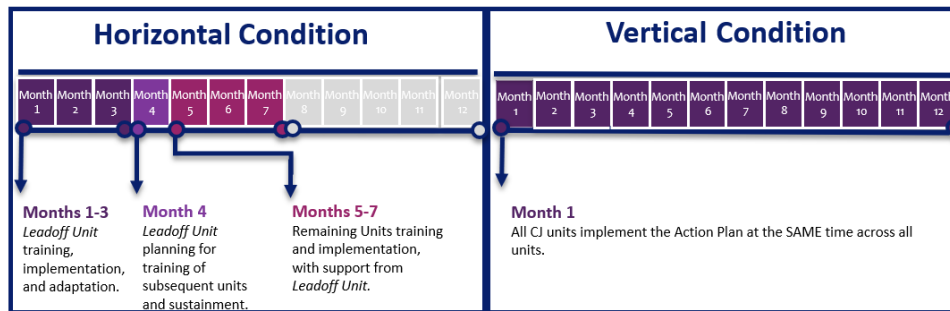 Horizontal Condition
Month Month Month Month Month Month Month Month Month Month Month Month
1 2 3 4 5 6 7 8 9 10 11 12
Months 1-3
Leadoff Unit
training,
implementation,
and adaptation.
Month 4
Leadoff Unit
planning for
training of
subsequent units
and sustainment.
Months 5-7
Remaining Units training
and implementation,
with support from
Leadoff Unit.
Vertical Condition
Month Month Month Month Month Month Month Month Month Month Month Month
1 2 3 4 5 6 7 8 9 10 11 12
Month 1
All CJ units implement the Action Plan at the SAME time across all
units.